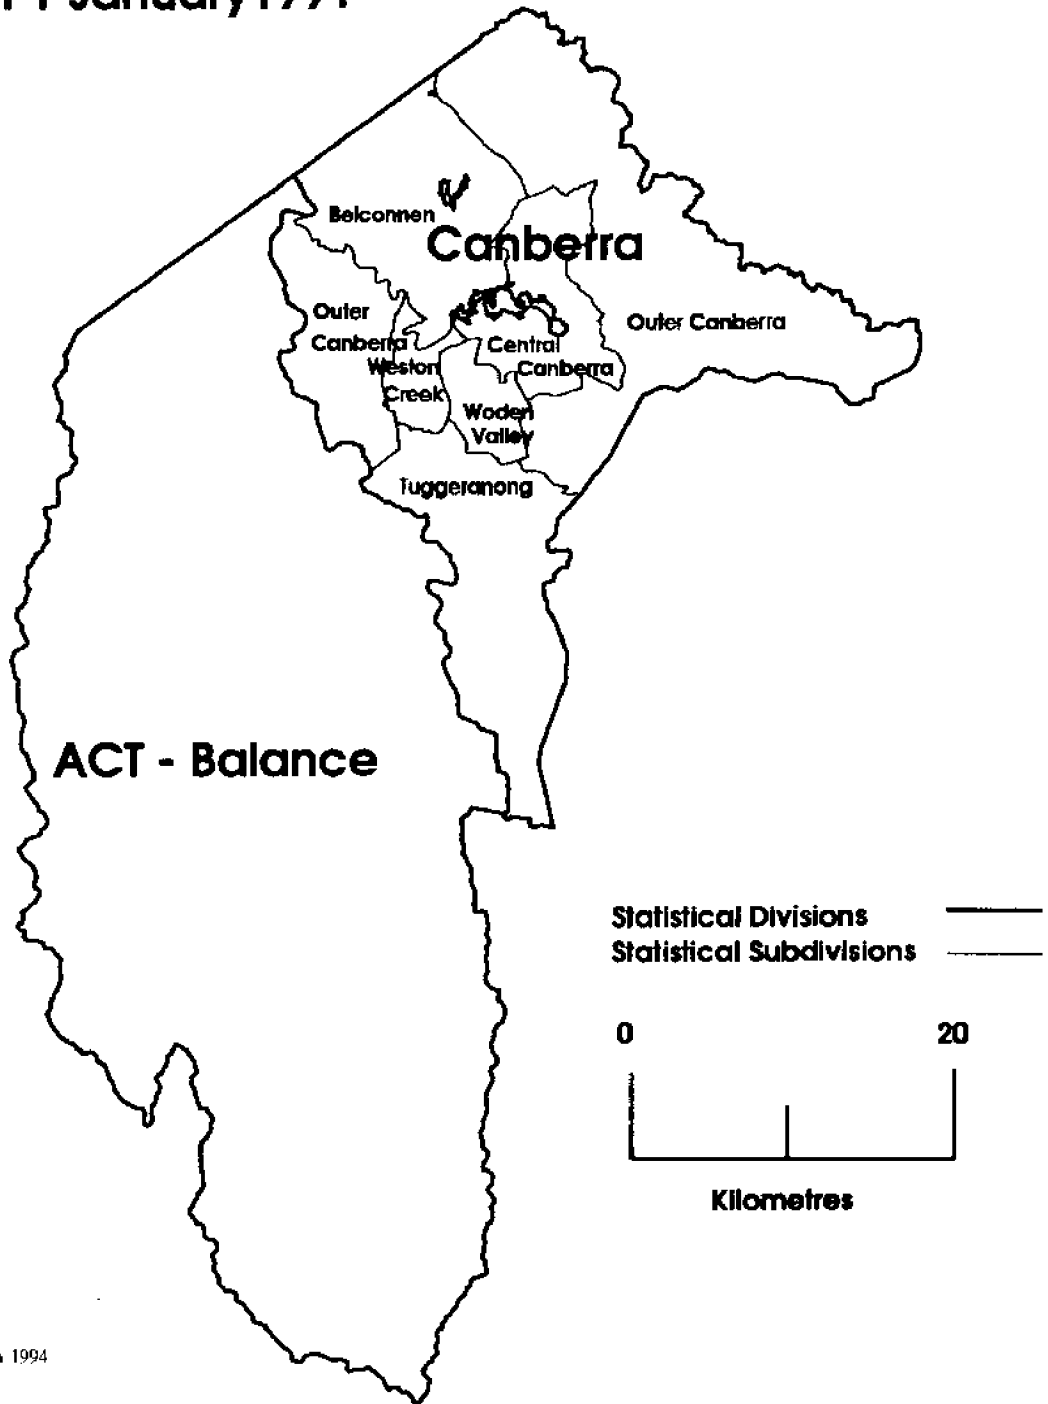 January
Belconnen
Canberra
Outer
Canberra
Outer Canberra
Central
Canberra
Weston
Creek
Woden
Valley
Tuggeranong
ACT - Balance
Statistical Divisions
Statistical Subdivisions
0 20
Kilometres
1994